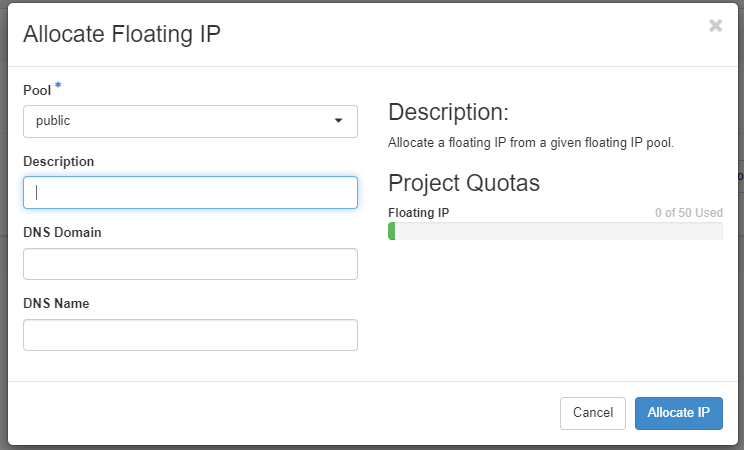 Allocate Floating IP
×
Pool *
public
Description
DNS Domain
DNS Name
Description:
Allocate a floating IP from a given floating IP pool.
Project Quotas
Floating IP
0 of 50 Used
Cancel
Allocate IP